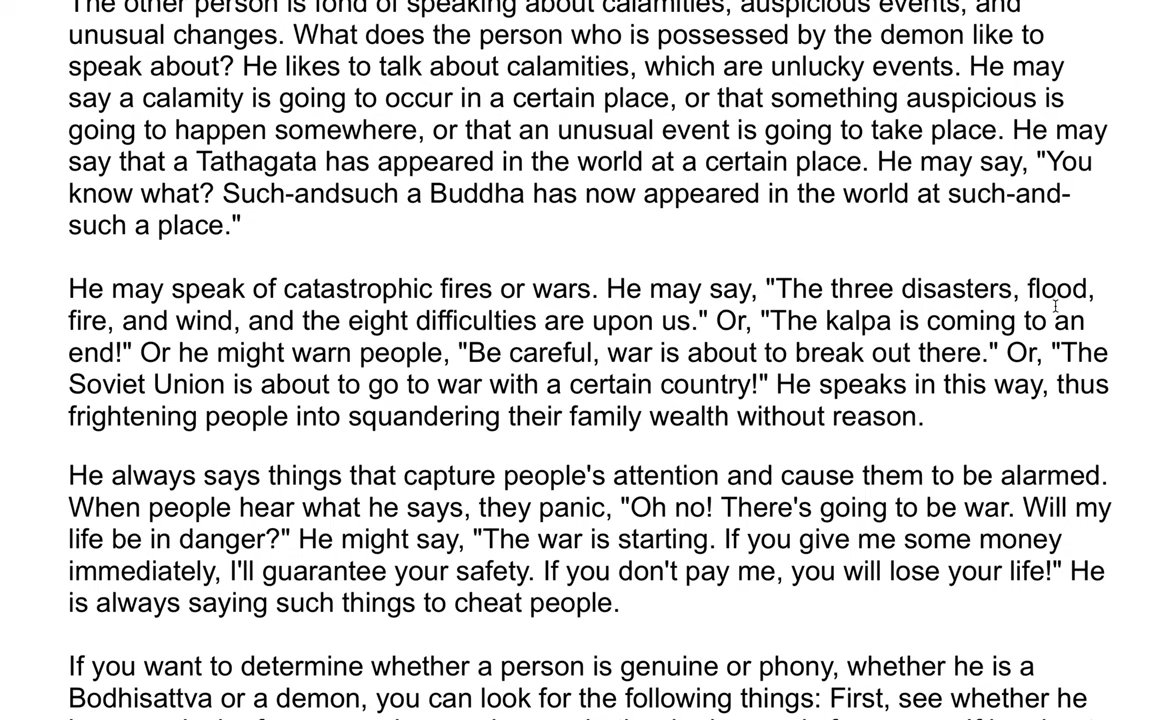 The other person is fond of speaking about calamities, auspicious events, and
unusual changes. What does the person who is possessed by the demon like to
speak about? He likes to talk about calamities, which are unlucky events. He may
say a calamity is going to occur in a certain place, or that something auspicious is
going to happen somewhere, or that an unusual event is going to take place. He may
say that a Tathagata has appeared in the world at a certain place. He may say, "You
know what? Such-andsuch a Buddha has now appeared in the world at such-and-
such a place."
He may speak of catastrophic fires or wars. He may say, "The three disasters, flood,
fire, and wind, and the eight difficulties are upon us." Or, "The kalpa is coming to an
end!" Or he might warn people, "Be careful, war is about to break out there." Or, "The
Soviet Union is about to go to war with a certain country!" He speaks in this way, thus
frightening people into squandering their family wealth without reason.
He always says things that capture people's attention and cause them to be alarmed.
When people hear what he says, they panic, "Oh no! There's going to be war. Will my
life be in danger?" He might say, "The war is starting. If you give me some money
immediately, I'll guarantee your safety. If you don't pay me, you will lose your life!" He
is always saying such things to cheat people.
If you want to determine whether a person is genuine or phony, whether he is a
Bodhisattva or a demon, you can look for the following things: First, see whether he